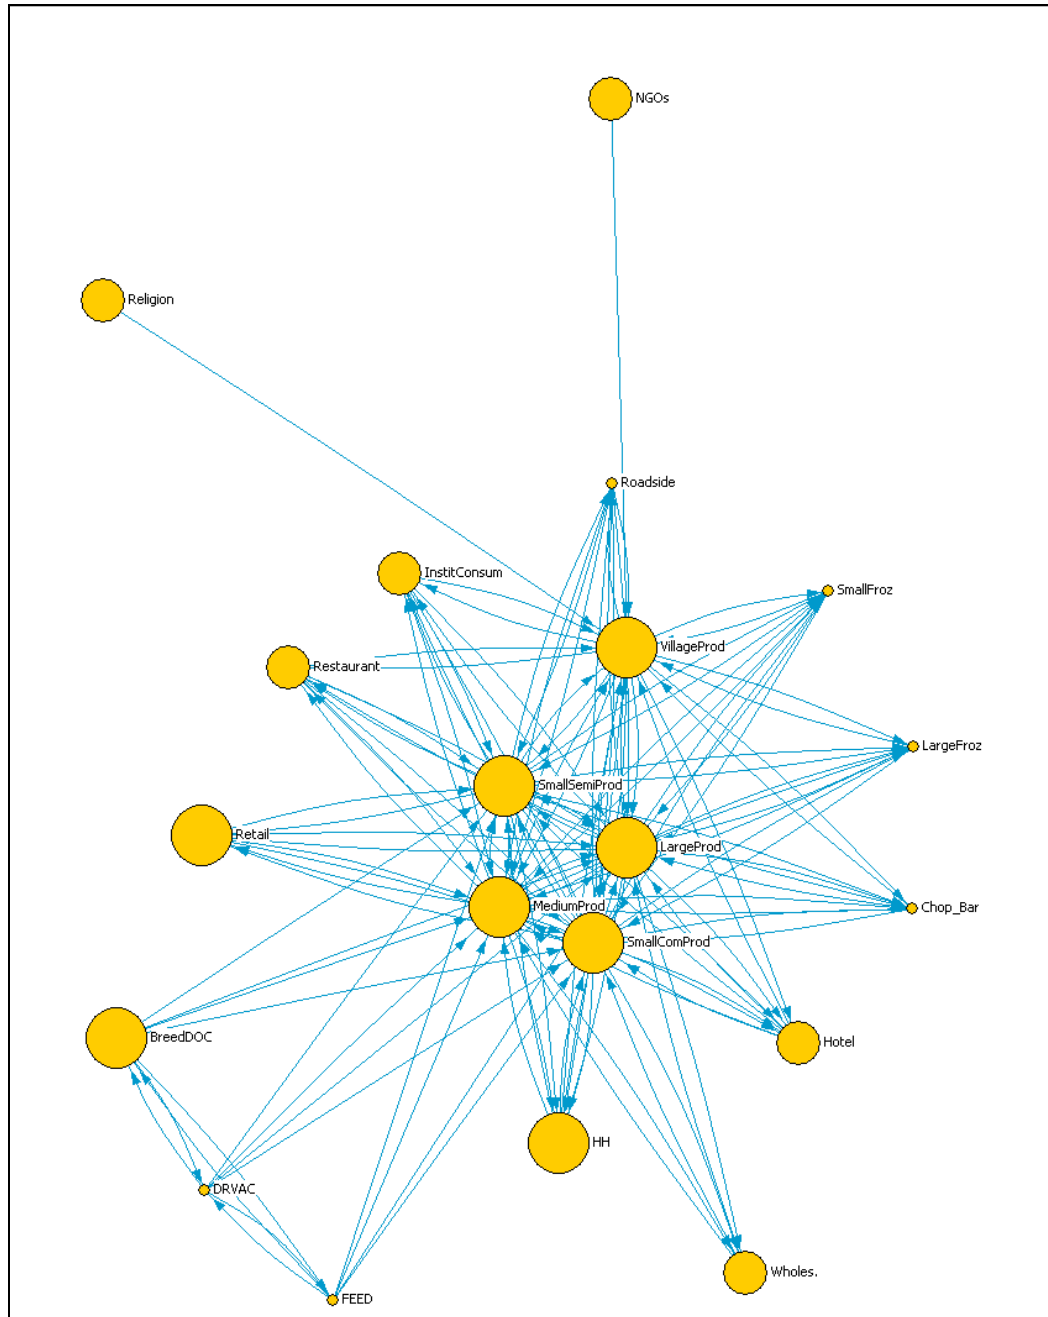 NGOs
Religion
Roadside
InstitConsum
SmallFroz
VillageProd
Restaurant
LargeFroz
SmallSemiProd
Retail
LargeProd
MediumProd
Chop_Bar
SmallComProd
BreedDOC
Hotel
HH
DRVAC
Wholes.
FEED